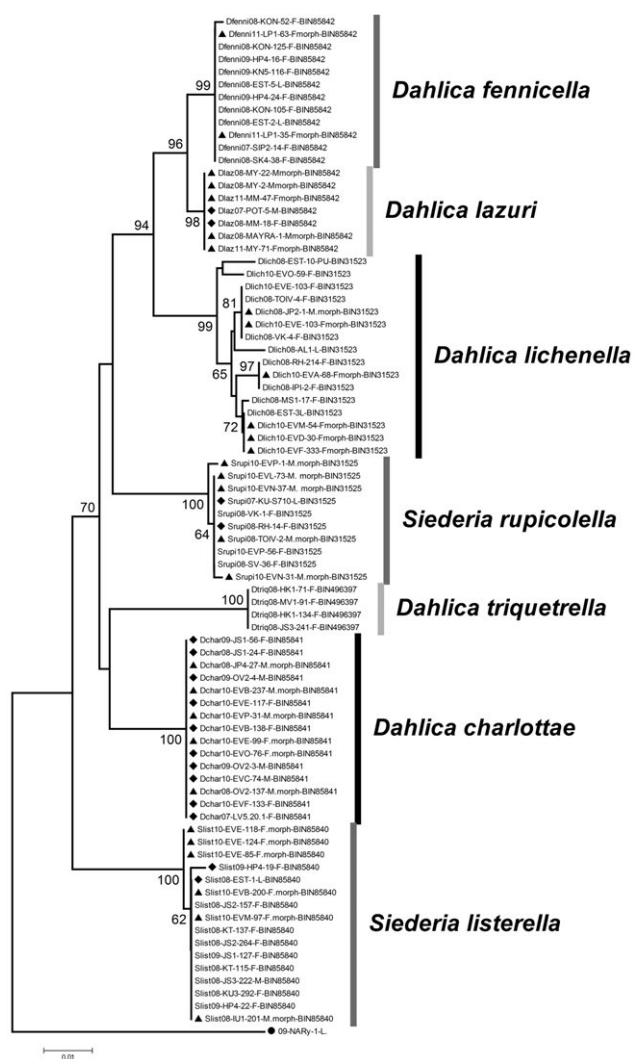 Dfenni08-KON-52-F-BIN85842
Dfenni11-LP1-63-Fmorph-BIN85842
Dfenni08-KON-125-F-BIN85842
Dfenni09-HP4-16-F-BIN85842
Dfenni09-KN5-116-F-BIN85842
Dfenni08-EST-5-L-BIN85842
Dfenni09-HP4-24-F-BIN85842
Dfenni08-KON-105-F-BIN85842
Dfenni08-EST-2-L-BIN85842
Dfenni11-LP1-35-Fmorph-BIN85842
Dfenni07-SIP2-14-F-BIN85842
Dfenni08-SK4-38-F-BIN85842
99
Dahlica fennicella
96
Dlaz08-MY-22-Mmorph-BIN85842
Dlaz08-MY-2-Mmorph-BIN85842
Dlaz11-MM-47-Fmorph-BIN85842
Dlaz07-POT-5-M-BIN85842
Dlaz08-MM-18-F-BIN85842
Dlaz08-MAYRA-1-Mmorph-BIN85842
Dlaz11-MY-71-Fmorph-BIN85842
98
Dahlica lazuri
94
Dlich08-EST-10-PU-BIN31523
Dlich10-EVO-59-F-BIN31523
Dlich10-EVE-103-F-BIN31523
Dlich08-TOIV-4-F-BIN31523
Dlich08-JP2-1-M.morph-BIN31523
Dlich10-EVE-103-Fmorph-BIN31523
Dlich08-VK-4-F-BIN31523
Dlich08-AL1-L-BIN31523
Dlich08-RH-214-F-BIN31523
Dlich10-EVA-68-Fmorph-BIN31523
Dlich08-IPI-2-F-BIN31523
Dlich08-MS1-17-F-BIN31523
Dlich08-EST-3L-BIN31523
Dlich10-EVM-54-Fmorph-BIN31523
Dlich10-EVD-30-Fmorph-BIN31523
Dlich10-EVF-333-Fmorph-BIN31523
81
99
97
65
72
Dahlica lichenella
70
Srupi10-EVP-1-M.morph-BIN31525
Srupi10-EVL-73-M. morph-BIN31525
Srupi10-EVN-37-M. morph-BIN31525
Srupi07-KU-S710-L-BIN31525
Srupi08-VK-1-F-BIN31525
Srupi08-RH-14-F-BIN31525
Srupi08-TOIV-2-M.morph-BIN31525
Srupi10-EVP-56-F-BIN31525
Srupi08-SV-36-F-BIN31525
Srupi10-EVN-31-M.morph-BIN31525
100
64
Siederia rupicolella
Dtriq08-HK1-71-F-BIN496397
Dtriq08-MV1-91-F-BIN496397
Dtriq08-HK1-134-F-BIN496397
Dtriq08-JS3-241-F-BIN496397
100
Dahlica triquetrella
Dchar09-JS1-56-F-BIN85841
Dchar08-JS1-24-F-BIN85841
Dchar08-JP4-27-M.morph-BIN85841
Dchar09-OV2-4-M-BIN85841
Dchar10-EVB-237-M.morph-BIN85841
Dchar10-EVE-117-F-BIN85841
Dchar10-EVP-31-M.morph-BIN85841
Dchar10-EVB-138-F-BIN85841
Dchar10-EVE-99-F.morph-BIN85841
Dchar10-EVO-76-F.morph-BIN85841
Dchar09-OV2-3-M-BIN85841
Dchar10-EVC-74-M-BIN85841
Dchar08-OV2-137-M.morph-BIN85841
Dchar10-EVF-133-F-BIN85841
Dchar07-LV5.20.1-F-BIN85841
100
Dahlica charlottae
Slist10-EVE-118-F.morph-BIN85840
Slist10-EVE-124-F.morph-BIN85840
Slist10-EVE-85-F.morph-BIN85840
Slist09-HP4-19-F-BIN85840
Slist08-EST-1-L-BIN85840
Slist10-EVB-200-F.morph-BIN85840
Slist08-JS2-157-F-BIN85840
Slist10-EVM-97-F.morph-BIN85840
Slist08-KT-137-F-BIN85840
Slist08-JS2-264-F-BIN85840
Slist09-JS1-127-F-BIN85840
Slist08-KT-115-F-BIN85840
Slist08-JS3-222-M-BIN85840
Slist08-KU3-292-F-BIN85840
Slist09-HP4-22-F-BIN85840
Slist08-IU1-201-M.morph-BIN85840
100
62
Siederia listerella
09-NARy-1-L.
0.01